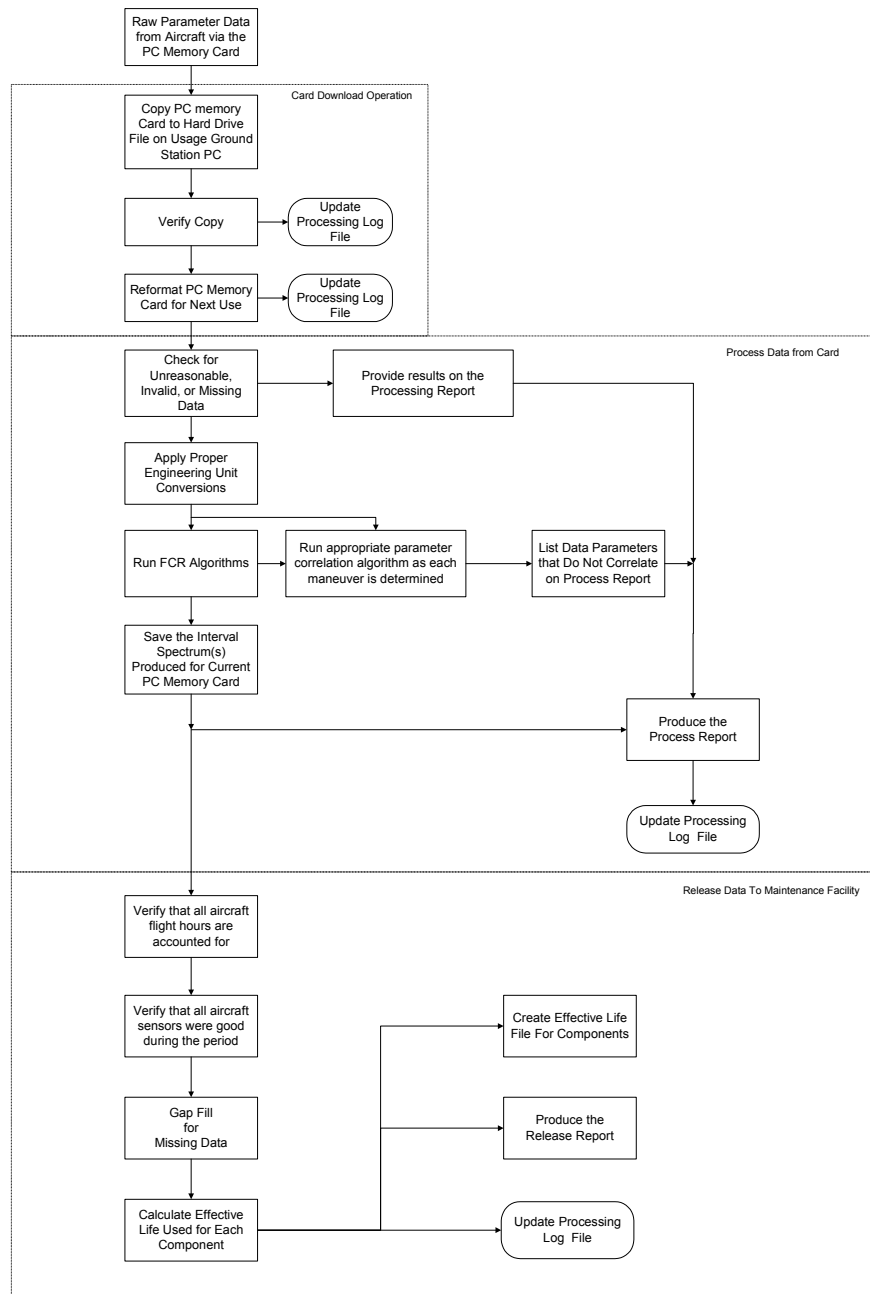 Raw Parameter Data
from Aircraft via the
PC Memory Card
Card Download Operation
Copy PC memory
Card to Hard Drive
File on Usage Ground
Station PC
Verify Copy
Update
Processing Log
File
Reformat PC Memory
Card for Next Use
Update
Processing Log
File
Process Data from Card
Check for
Unreasonable,
Invalid, or Missing
Data
Provide results on the
Processing Report
Apply Proper
Engineering Unit
Conversions
Run FCR Algorithms
Run appropriate parameter
correlation algorithm as each
maneuver is determined
List Data Parameters
that Do Not Correlate
on Process Report
Save the Interval
Spectrum(s)
Produced for Current
PC Memory Card
Produce the
Process Report
Update Processing
Log File
Release Data To Maintenance Facility
Verify that all aircraft
flight hours are
accounted for
Verify that all aircraft
sensors were good
during the period
Create Effective Life
File For Components
Gap Fill
for
Missing Data
Produce the
Release Report
Calculate Effective
Life Used for Each
Component
Update Processing
Log File